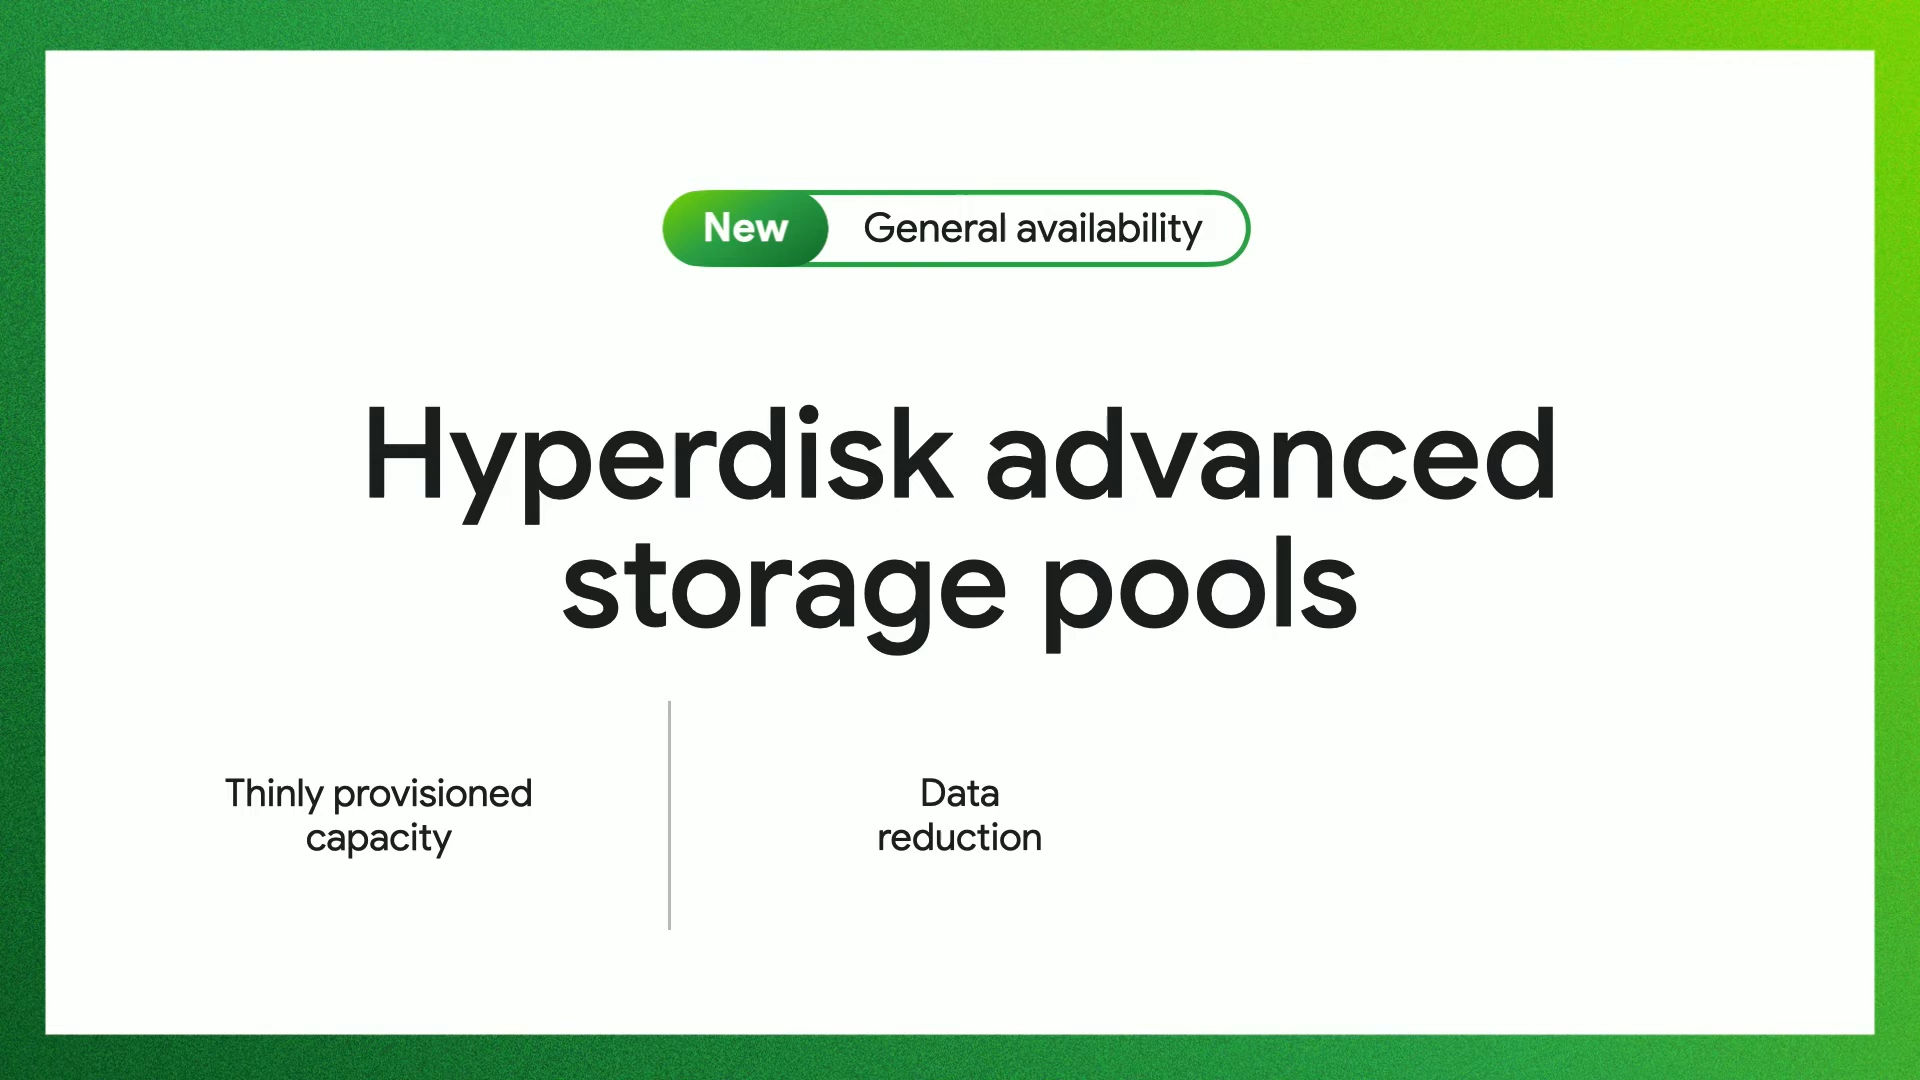 New General availability
Hyperdisk advanced
storage pools
Thinly provisioned
capacity
Data
reduction